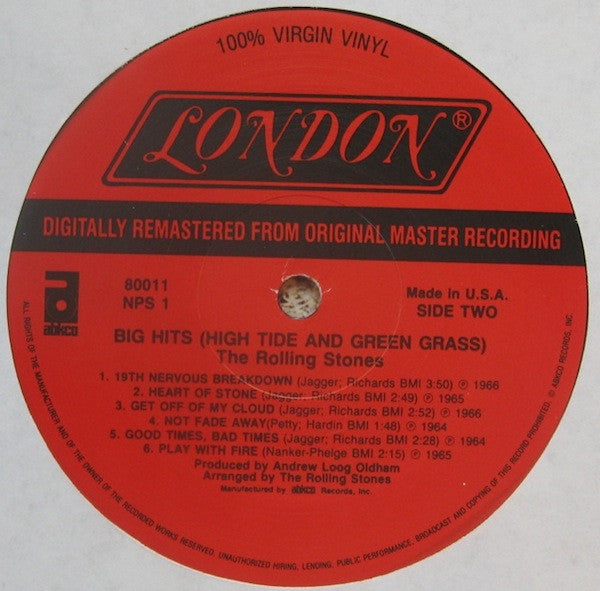 100% VIRGIN VINYL
LONDON®
DIGITALLY REMASTERED FROM ORIGINAL MASTER RECORDING
a
abkco
80011
NPS 1
Made in U.S.A.
SIDE TWO
BIG HITS (HIGH TIDE AND GREEN GRASS)
The Rolling Stones
1. 19TH NERVOUS BREAKDOWN (Jagger; Richards BMI 3:50) ℗ 1966
2. HEART OF STONE (Jagger; Richards BMI 2:49) ℗ 1965
3. GET OFF OF MY CLOUD (Jagger; Richards BMI 2:52) ℗ 1966
4. NOT FADE AWAY(Petty; Hardin BMI 1:48) ℗ 1964
5. GOOD TIMES, BAD TIMES (Jagger; Richards BMI 2:28) ℗ 1964
6. PLAY WITH FIRE (Nanker-Phelge BMI 2:15) ℗ 1965
Produced by Andrew Loog Oldham
Arranged by The Rolling Stones
Manufactured by abkco Records, Inc.
ALL RIGHTS OF THE MANUFACTURER AND OF THE OWNER OF THE RECORDED WORKS RESERVED. UNAUTHORIZED HIRING, LENDING, PUBLIC PERFORMANCE, BROADCAST AND COPYING OF THIS RECORD PROHIBITED. © ABKCO RECORDS, INC.